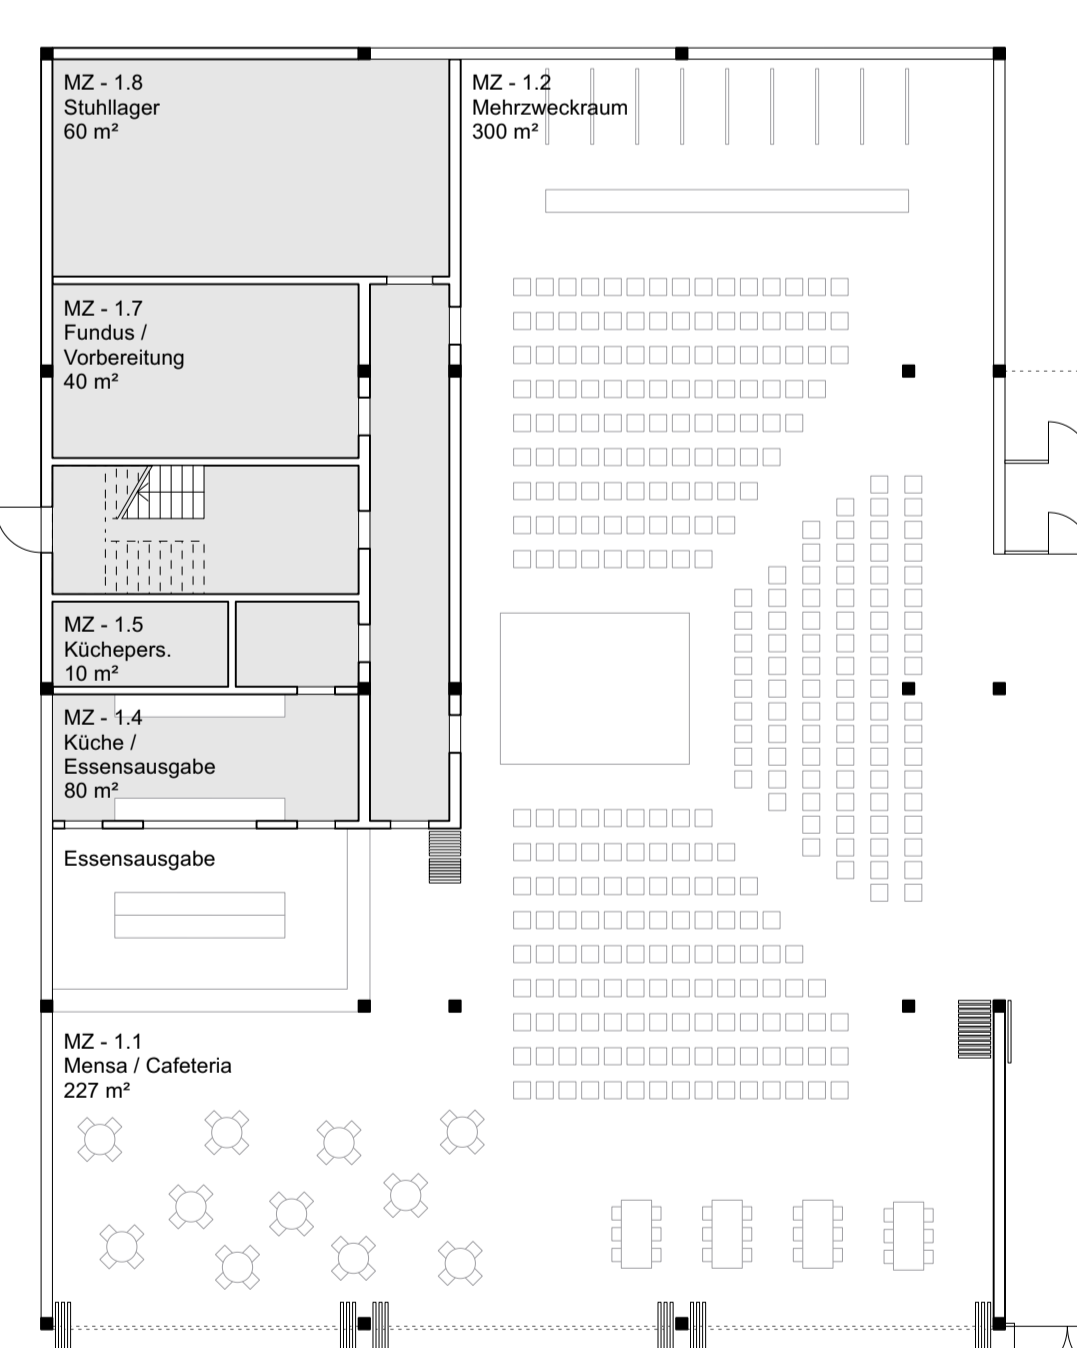 MZ - 1.8
Stuhllager
60 m²
MZ - 1.2
Mehrzweckraum
300 m²
MZ - 1.7
Fundus /
Vorbereitung
40 m²
MZ - 1.5
Küchepers.
10 m²
MZ - 1.4
Küche /
Essensausgabe
80 m²
Essensausgabe
MZ - 1.1
Mensa / Cafeteria
227 m²